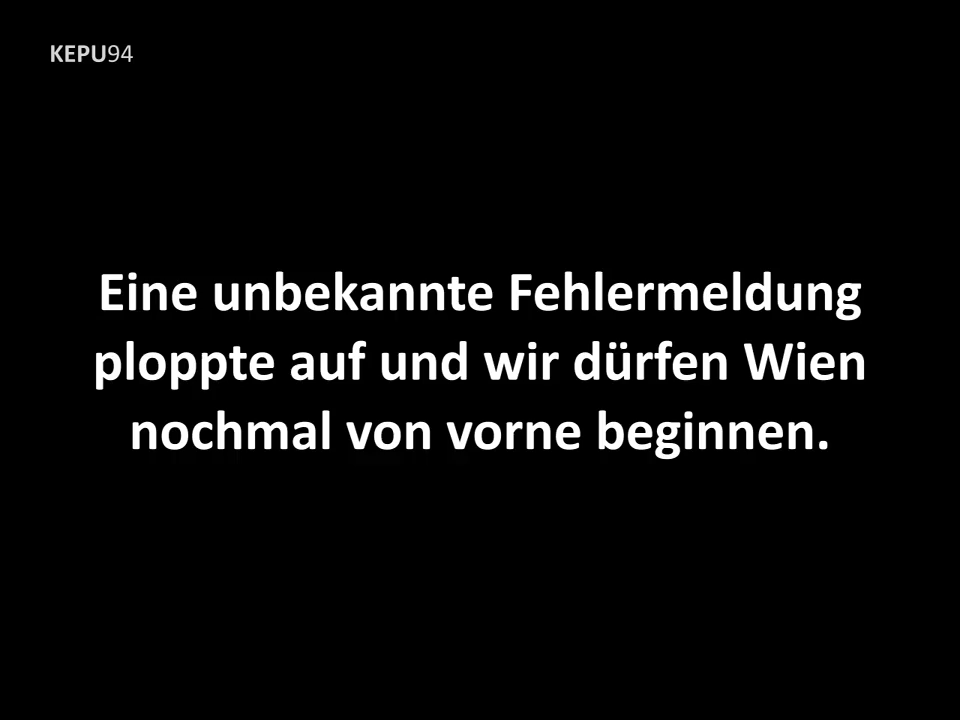 KEPU94
Eine unbekannte Fehlermeldung
ploppte auf und wir dürfen Wien
nochmal von vorne beginnen.